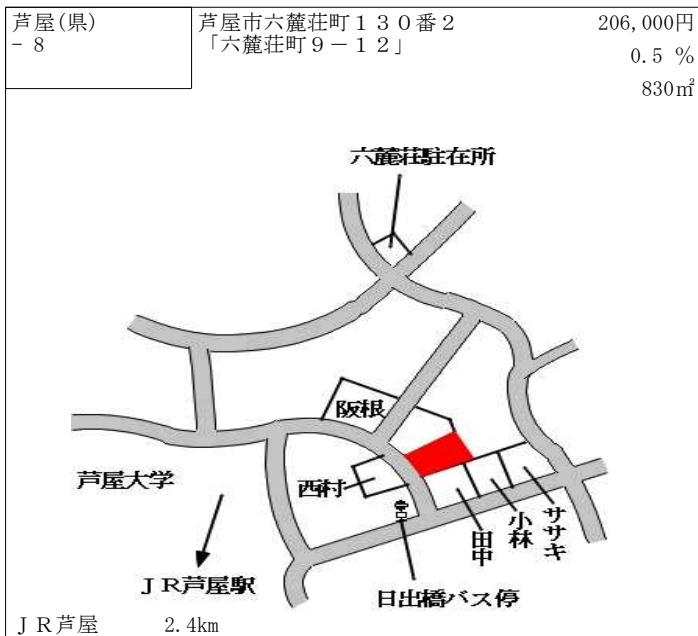 芦屋(県)
- 8
芦屋市六麓荘町１３０番２
「六麓荘町９－１２」
206,000円
0.5 %
830㎡
六麓荘駐在所
阪根
芦屋大学
西村
田中
小林
ササキ
ＪＲ芦屋駅
日出橋バス停
ＪＲ芦屋 2.4km